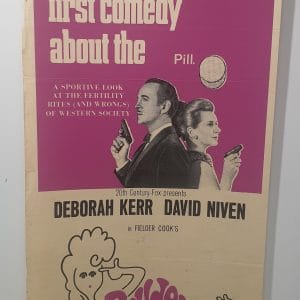 first comedy
about the
Pill.
A SPORTIVE LOOK
AT THE FERTILITY
RITES (AND WRONGS)
OF WESTERN SOCIETY
20th Century-Fox presents
DEBORAH KERR DAVID NIVEN
in FIELDER COOK'S